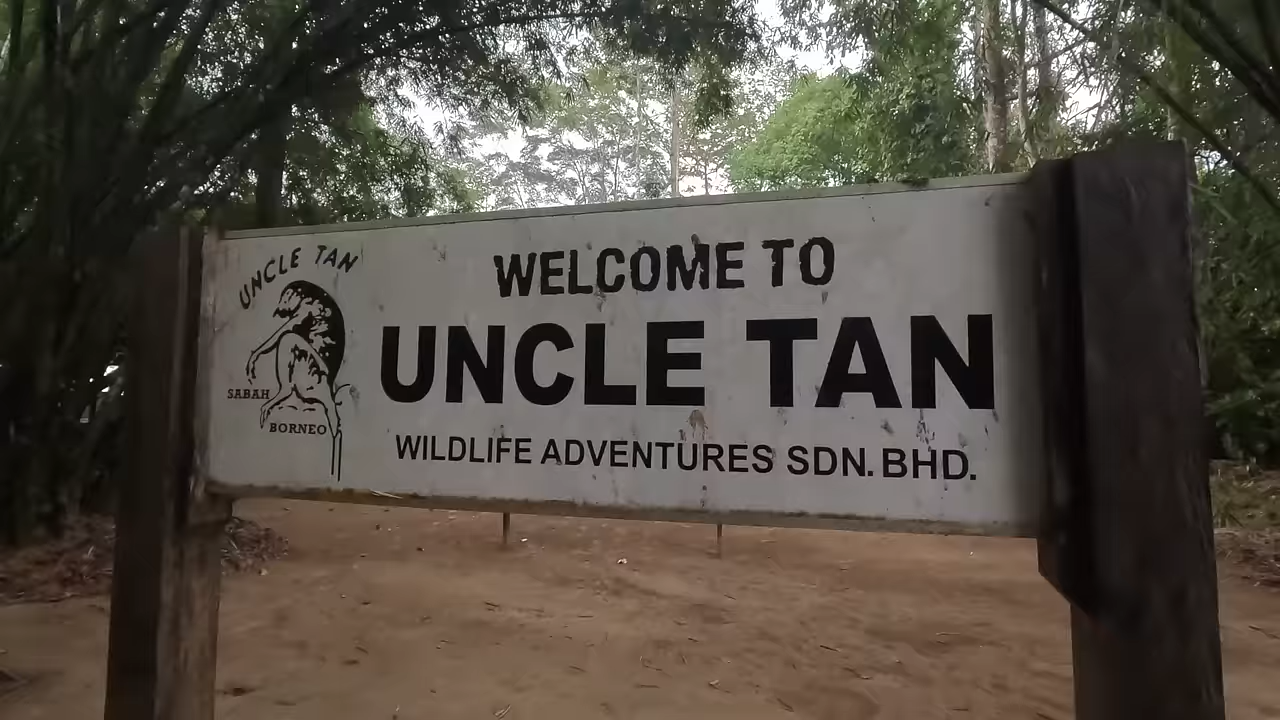 UNCLE TAN
SABAH
BORNEO
WELCOME TO
UNCLE TAN
WILDLIFE ADVENTURES SDN. BHD.